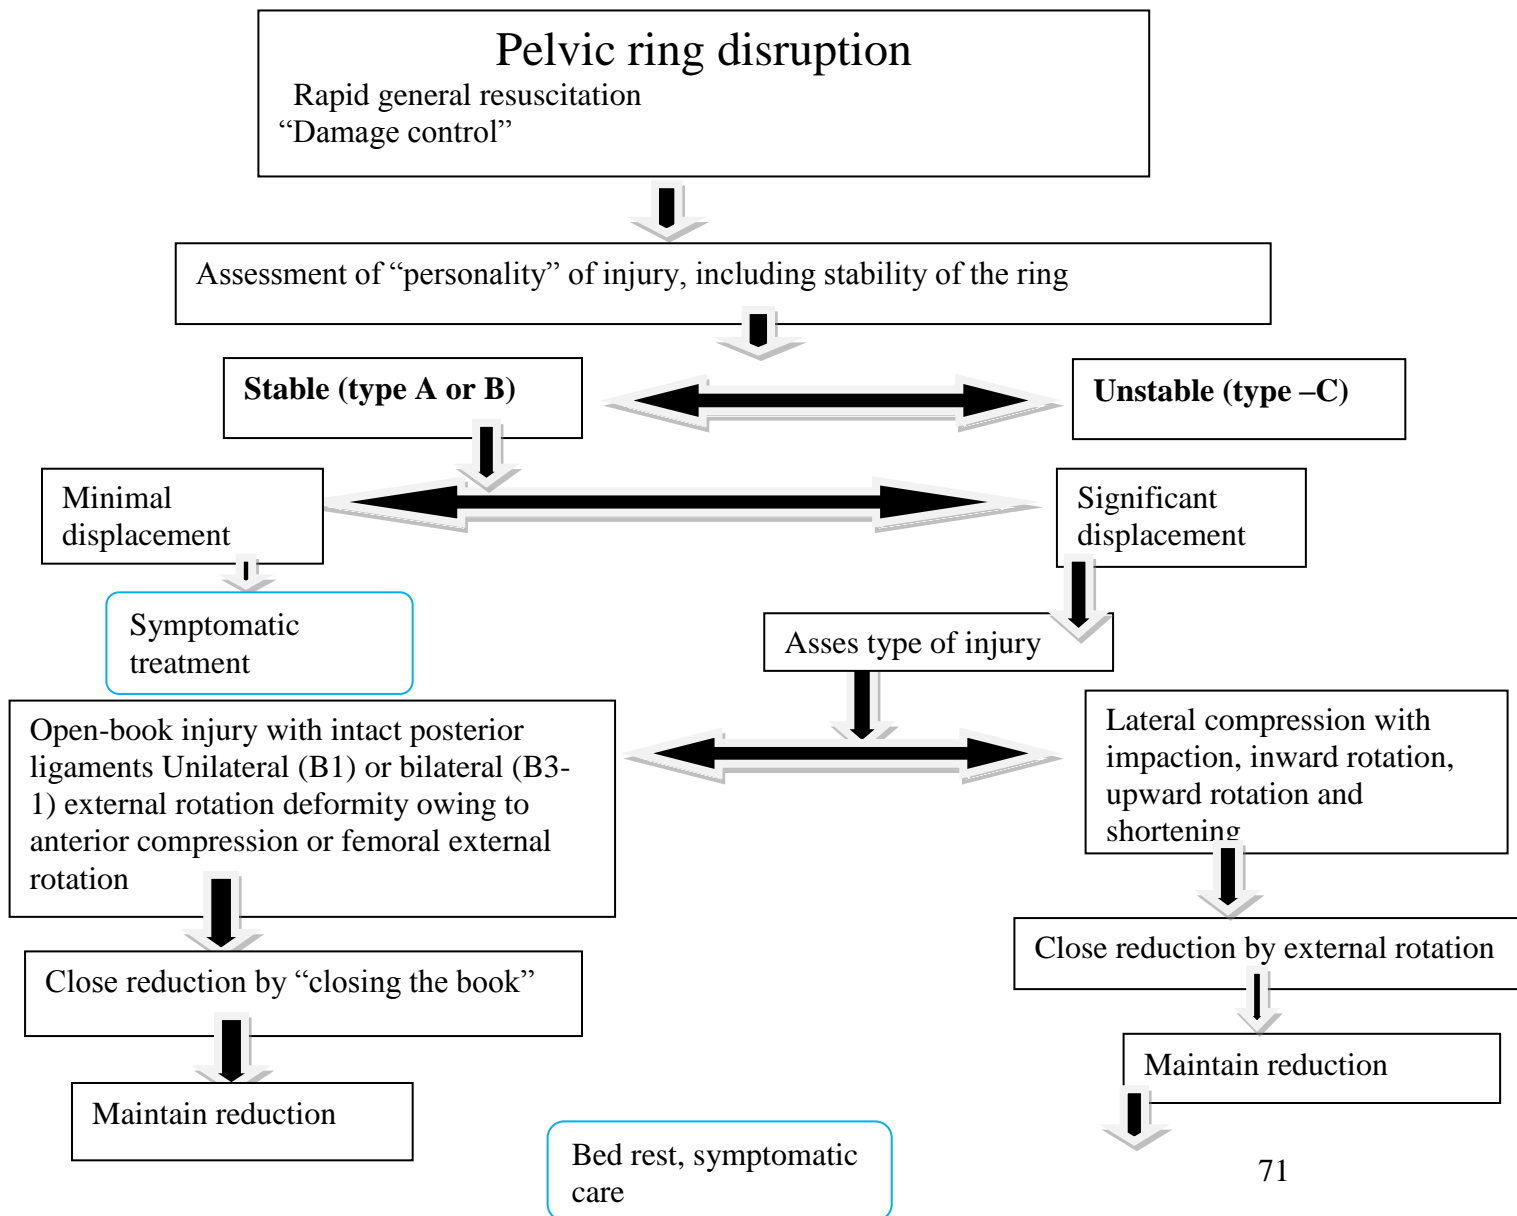 Pelvic ring disruption
Rapid general resuscitation
“Damage control”
Assessment of “personality” of injury, including stability of the ring
Stable (type A or B)
Unstable (type –C)
Minimal
displacement
Significant
displacement
Symptomatic
treatment
Asses type of injury
Open-book injury with intact posterior
ligaments Unilateral (B1) or bilateral (B3-
1) external rotation deformity owing to
anterior compression or femoral external
rotation
Lateral compression with
impaction, inward rotation,
upward rotation and
shortening
Close reduction by “closing the book”
Close reduction by external rotation
Maintain reduction
Maintain reduction
Bed rest, symptomatic
care
71